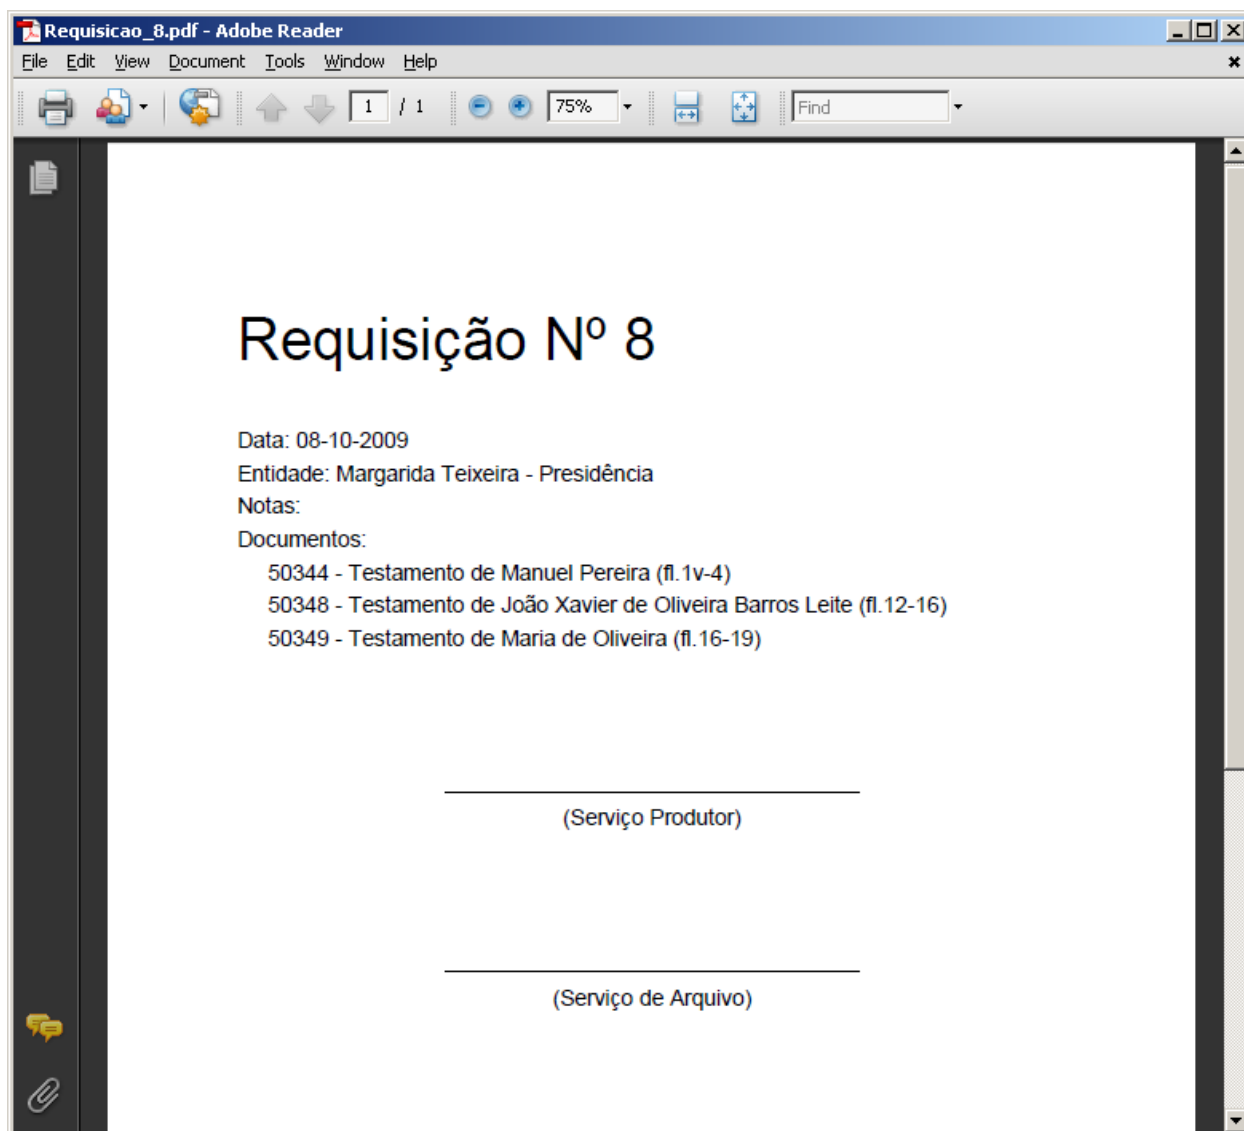 Requisicao_8.pdf - Adobe Reader
File Edit View Document Tools Window Help
1 / 1 75% Find
Requisição Nº 8
Data: 08-10-2009
Entidade: Margarida Teixeira - Presidência
Notas:
Documentos:
50344 - Testamento de Manuel Pereira (fl.1v-4)
50348 - Testamento de João Xavier de Oliveira Barros Leite (fl.12-16)
50349 - Testamento de Maria de Oliveira (fl.16-19)
(Serviço Produtor)
(Serviço de Arquivo)